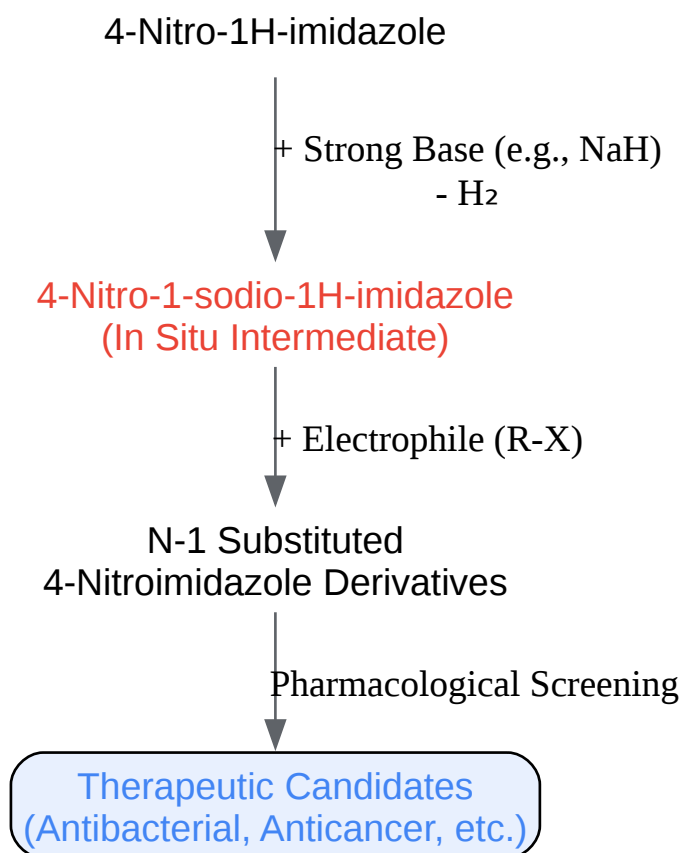 4-Nitro-1H-imidazole
+ Strong Base (e.g., NaH)
- H₂
4-Nitro-1-sodio-1H-imidazole
(In Situ Intermediate)
+ Electrophile (R-X)
N-1 Substituted
4-Nitroimidazole Derivatives
Pharmacological Screening
Therapeutic Candidates
(Antibacterial, Anticancer, etc.)